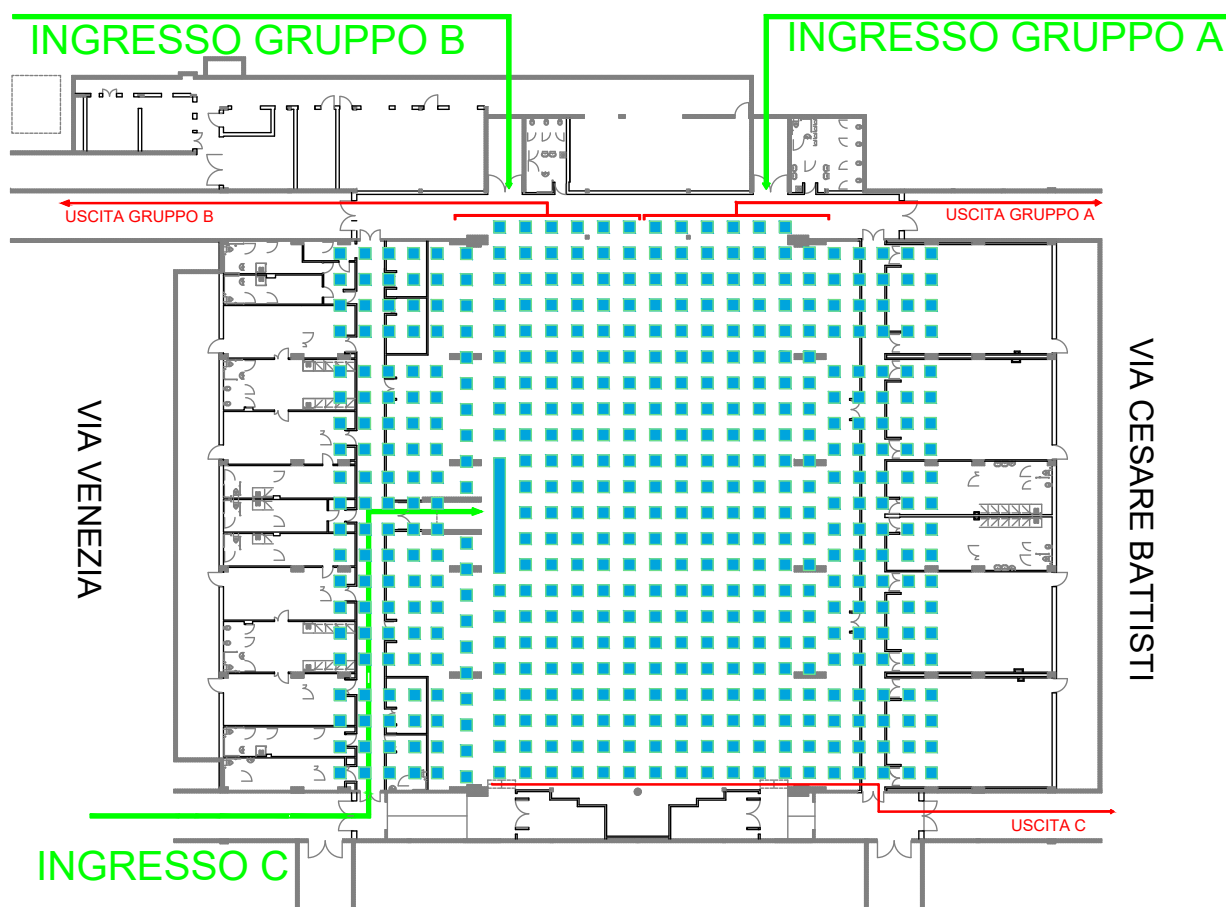 INGRESSO GRUPPO B
INGRESSO GRUPPO A
USCITA GRUPPO B
USCITA GRUPPO A
VIA VENEZIA
VIA CESARE BATTISTI
USCITA C
INGRESSO C